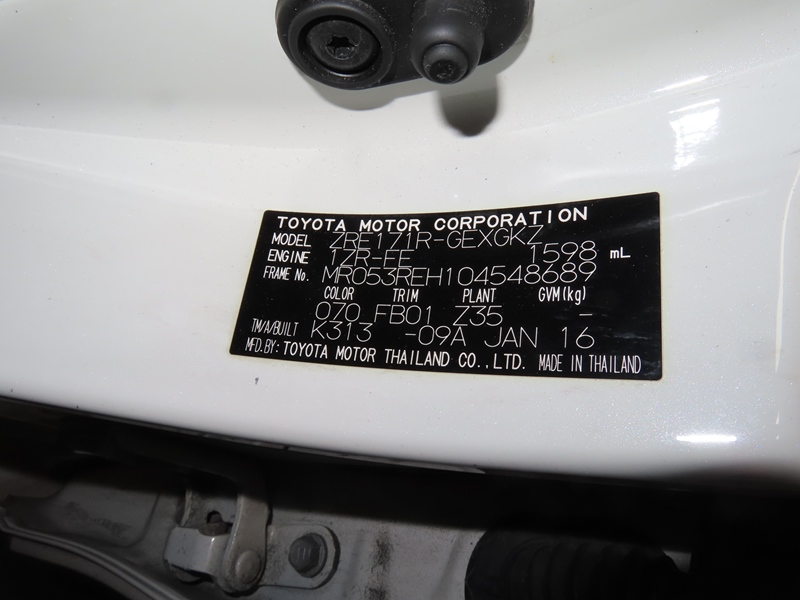 TOYOTA MOTOR CORPORATION
MODEL ZRE171R-GEXGKZ
ENGINE 1ZR-FE 1598 mL
FRAME No. MR053REH104548689
COLOR TRIM PLANT GVM(kg)
070 FB01 Z35 -
TM/A/BUILT K313 -09A JAN 16
MFD.BY: TOYOTA MOTOR THAILAND CO.,LTD. MADE IN THAILAND